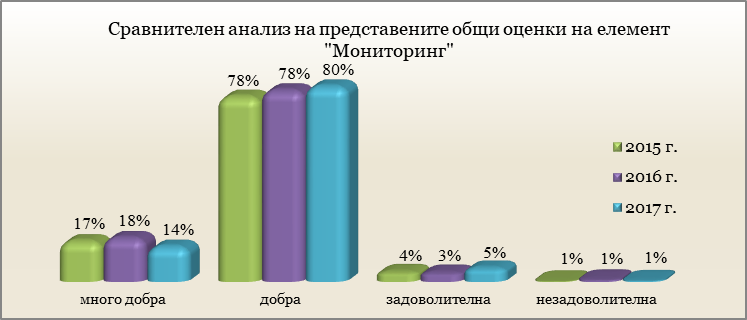 Сравнителен анализ на представените общи оценки на елемент
"Мониторинг"
78% 78% 80%
2015 г.
2016 г.
2017 г.
17% 18% 14%
4% 3% 5%
1% 1% 1%
много добра добра задоволителна незадоволителна